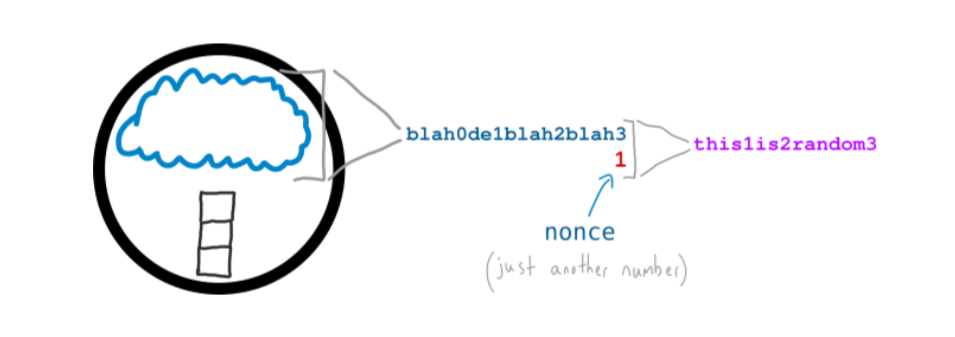 blah0de1blah2blah3
1
this1is2random3
nonce
(just another number)